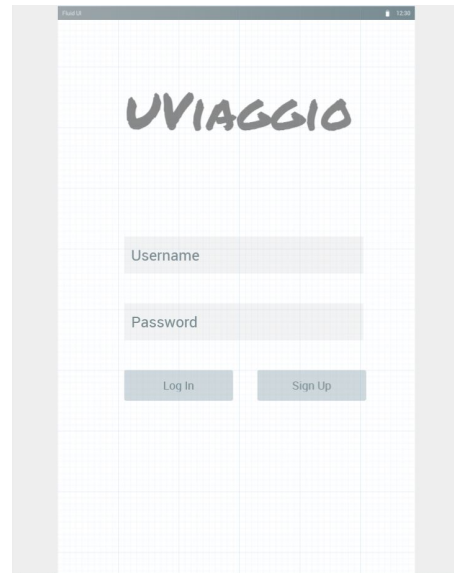 Fluid UI 12:30
UVIAGGIO
Username
Password
Log In Sign Up